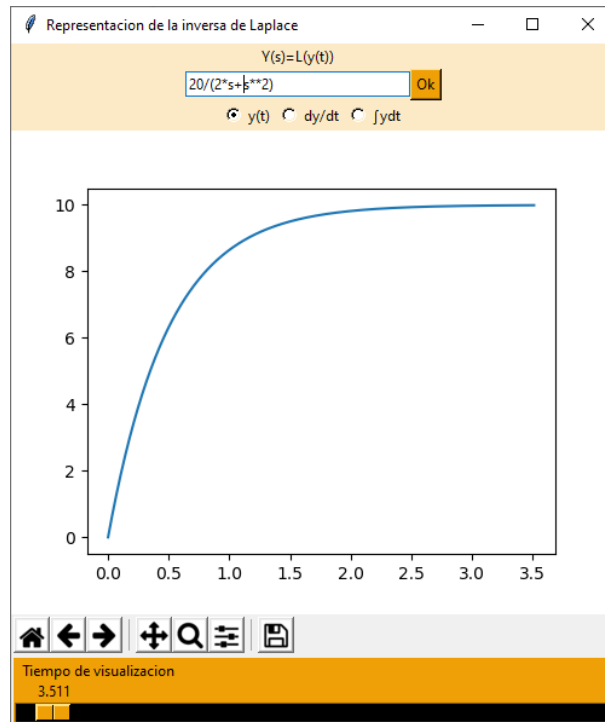 Representacion de la inversa de Laplace
Y(s)=L(y(t))
20/(2*s+s**2)
Ok
y(t) dy/dt ∫ydt
10
8
6
4
2
0
0.0 0.5 1.0 1.5 2.0 2.5 3.0 3.5
Tiempo de visualizacion
3.511